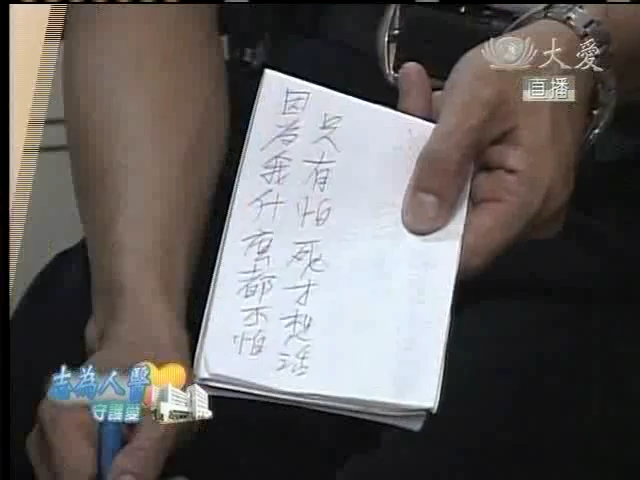 大愛
直播
只有怕死才想活
因为我什麼都不怕
志為人醫
守護愛